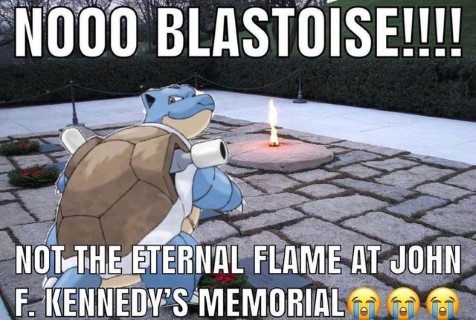 NOOO BLASTOISE!!!!
NOT THE ETERNAL FLAME AT JOHN
F. KENNEDY'S MEMORIAL😭😭😭